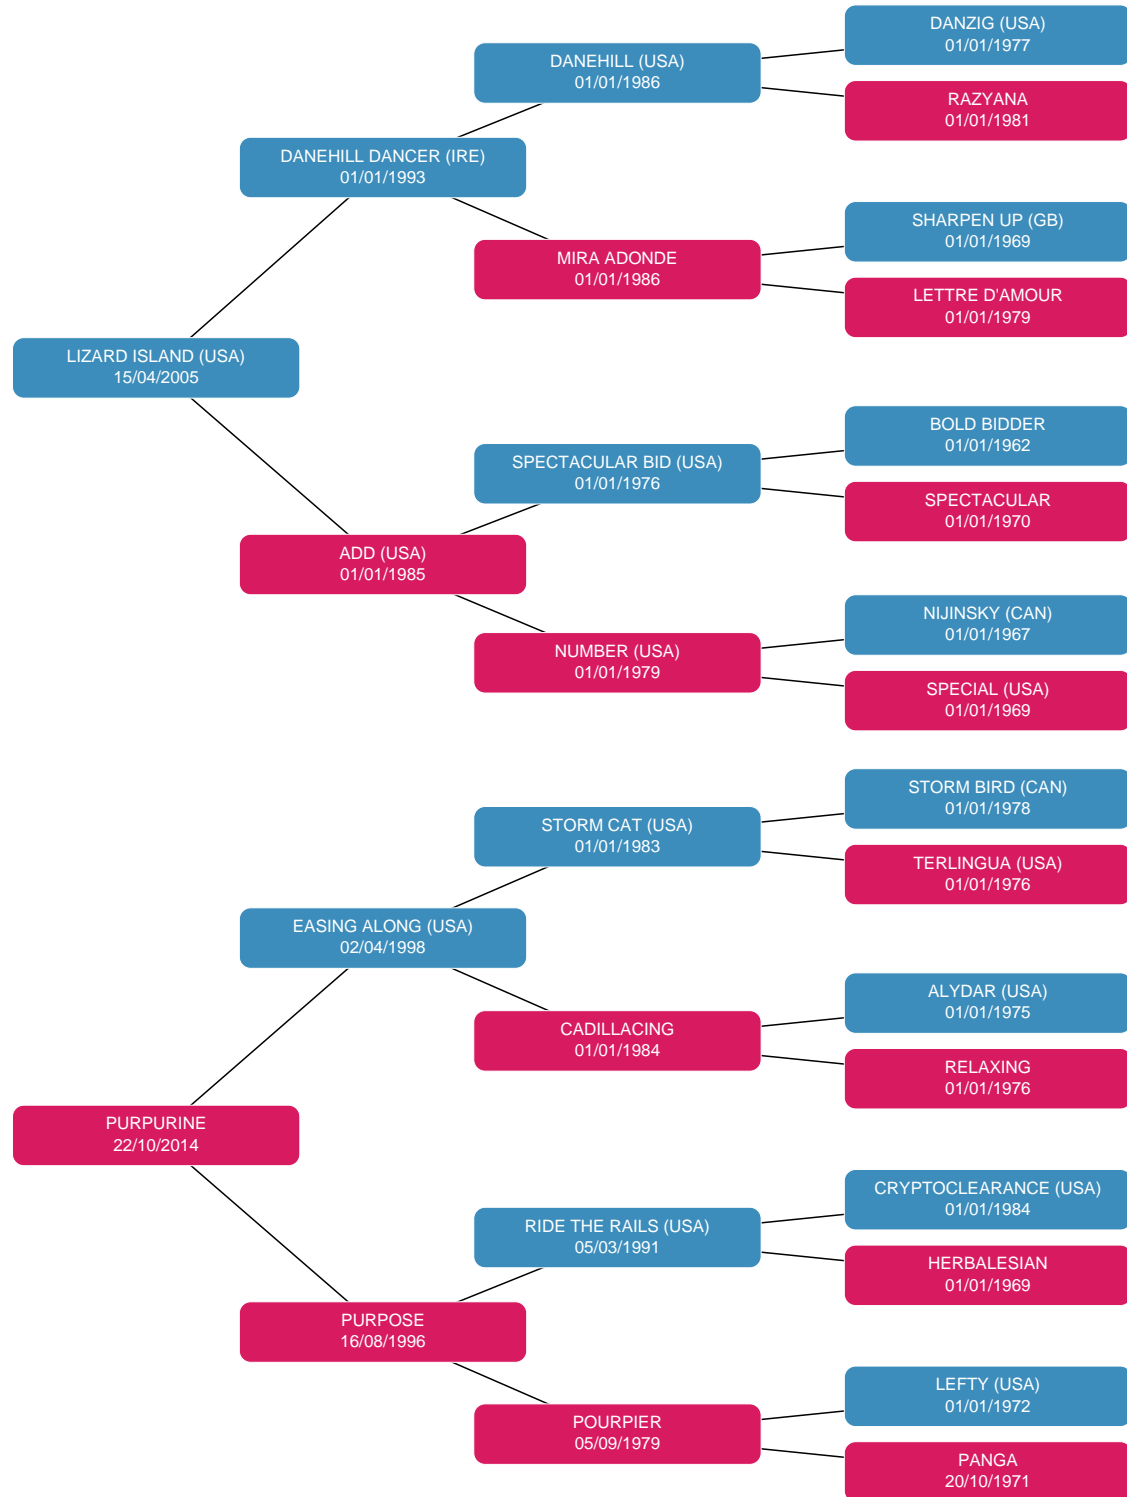 DANZIG (USA)
01/01/1977
DANEHILL (USA)
01/01/1986
RAZYANA
01/01/1981
DANEHILL DANCER (IRE)
01/01/1993
SHARPEN UP (GB)
01/01/1969
MIRA ADONDE
01/01/1986
LETTRE D'AMOUR
01/01/1979
LIZARD ISLAND (USA)
15/04/2005
BOLD BIDDER
01/01/1962
SPECTACULAR BID (USA)
01/01/1976
SPECTACULAR
01/01/1970
ADD (USA)
01/01/1985
NIJINSKY (CAN)
01/01/1967
NUMBER (USA)
01/01/1979
SPECIAL (USA)
01/01/1969
STORM BIRD (CAN)
01/01/1978
STORM CAT (USA)
01/01/1983
TERLINGUA (USA)
01/01/1976
EASING ALONG (USA)
02/04/1998
ALYDAR (USA)
01/01/1975
CADILLACING
01/01/1984
RELAXING
01/01/1976
PURPURINE
22/10/2014
CRYPTOCLEARANCE (USA)
01/01/1984
RIDE THE RAILS (USA)
05/03/1991
HERBALESIAN
01/01/1969
PURPOSE
16/08/1996
LEFTY (USA)
01/01/1972
POURPIER
05/09/1979
PANGA
20/10/1971